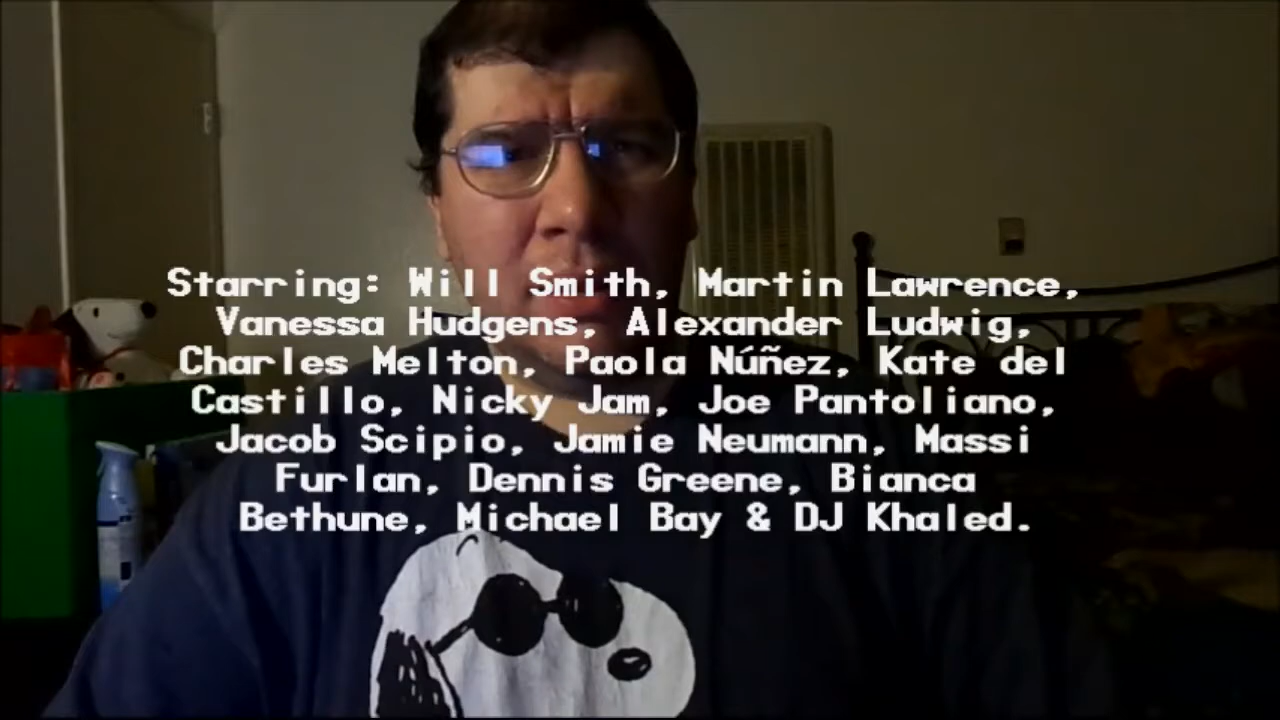 Starring: Will Smith, Martin Lawrence,
Vanessa Hudgens, Alexander Ludwig,
Charles Melton, Paola Núñez, Kate del
Castillo, Nicky Jam, Joe Pantoliano,
Jacob Scipio, Jamie Neumann, Massi
Furlan, Dennis Greene, Bianca
Bethune, Michael Bay & DJ Khaled.